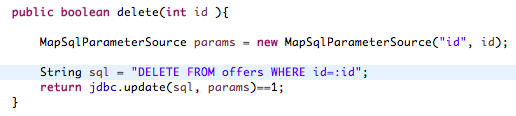 public boolean delete(int id ){
MapSqlParameterSource params = new MapSqlParameterSource("id", id);
String sql = "DELETE FROM offers WHERE id=:id";
return jdbc.update(sql, params)==1;
}